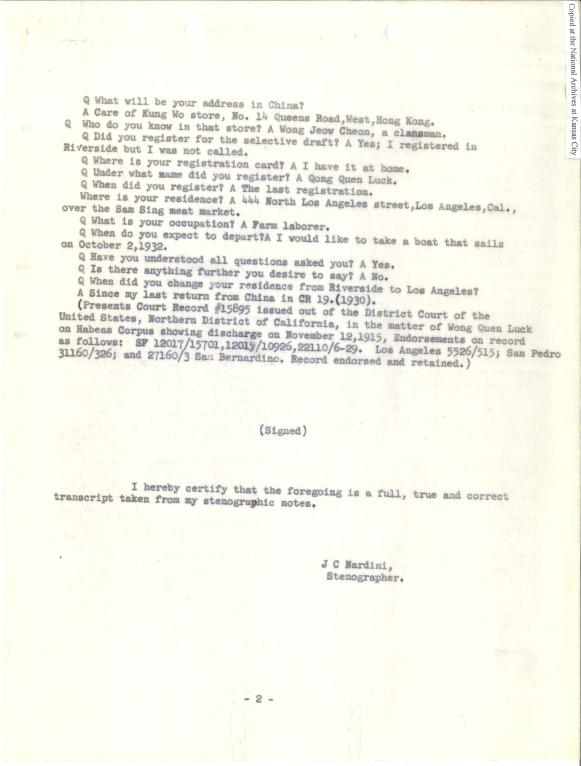 Copied at the National Archives at Kansas City
Q What will be your address in China?
A Care of Kung Wo store, No. 14 Queens Road,West,Hong Kong.
Q Who do you know in that store? A Wong Jeow Cheon, a clansman.
Q Did you register for the selective draft? A Yes; I registered in
Riverside but I was not called.
Q Where is your registration card? A I have it at home.
Q Under what name did you register? A Qong Quen Luck.
Q When did you register? A The last registration.
Where is your residence? A 444 North Los Angeles street,Los Angeles,Cal.,
over the Sam Sing meat market.
Q What is your occupation? A Farm laborer.
Q When do you expect to depart?A I would like to take a boat that sails
on October 2,1932.
Q Have you understood all questions asked you? A Yes.
Q Is there anything further you desire to say? A No.
Q When did you change your residence from Riverside to Los Angeles?
A Since my last return from China in CR 19.(1930).
(Presents Court Record #15895 issued out of the District Court of the
United States, Northern District of California, in the matter of Wong Quen Luck
on Habeas Corpus showing discharge on November 12,1915, Endorsements on record
as follows: SF 12017/15701,12017/10926,22110/6-29. Los Angeles 5526/515; San Pedro
31160/326; and 27160/3 San Bernardino. Record endorsed and retained.)
(Signed)
I hereby certify that the foregoing is a full, true and correct
transcript taken from my stenographic notes.
J C Nardini,
Stenographer.
- 2 -